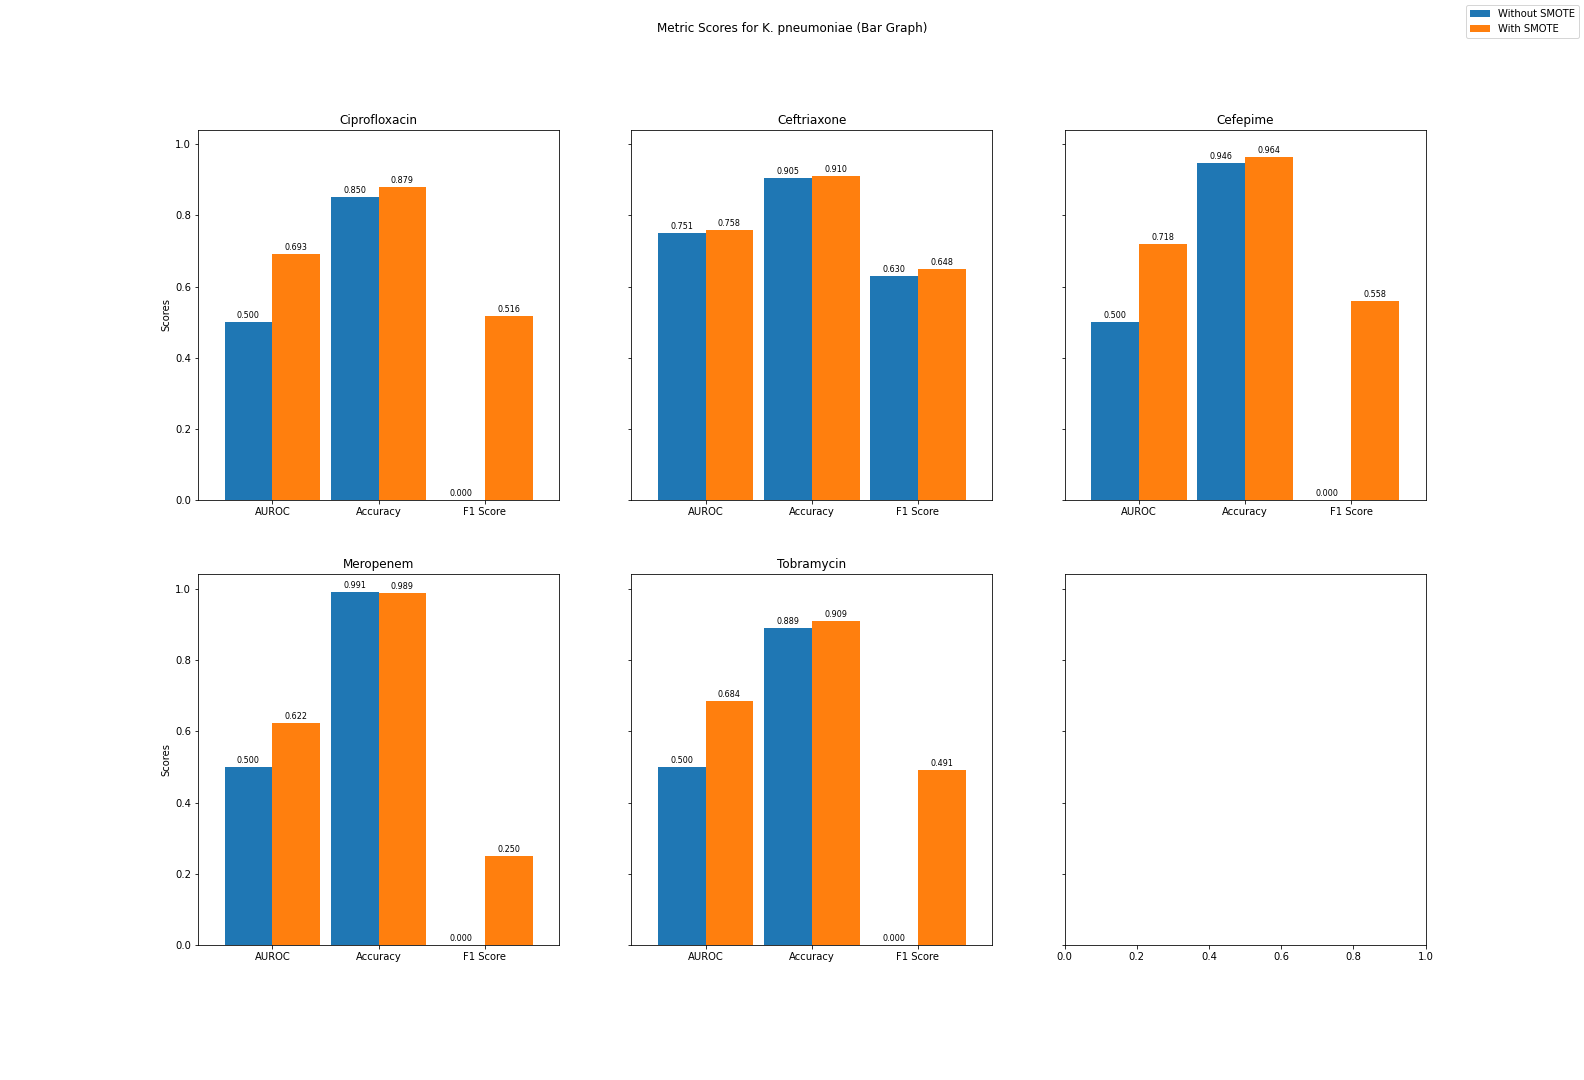 Metric Scores for K. pneumoniae (Bar Graph)
Without SMOTE
With SMOTE
Ciprofloxacin
Scores
1.0
0.8
0.6
0.4
0.2
0.0
0.500
0.693
0.850
0.879
0.000
0.516
AUROC Accuracy F1 Score
Ceftriaxone
0.751
0.758
0.905
0.910
0.630
0.648
AUROC Accuracy F1 Score
Cefepime
0.500
0.718
0.946
0.964
0.000
0.558
AUROC Accuracy F1 Score
Meropenem
Scores
1.0
0.8
0.6
0.4
0.2
0.0
0.500
0.622
0.991
0.989
0.000
0.250
AUROC Accuracy F1 Score
Tobramycin
0.500
0.684
0.889
0.909
0.000
0.491
AUROC Accuracy F1 Score
0.0 0.2 0.4 0.6 0.8 1.0